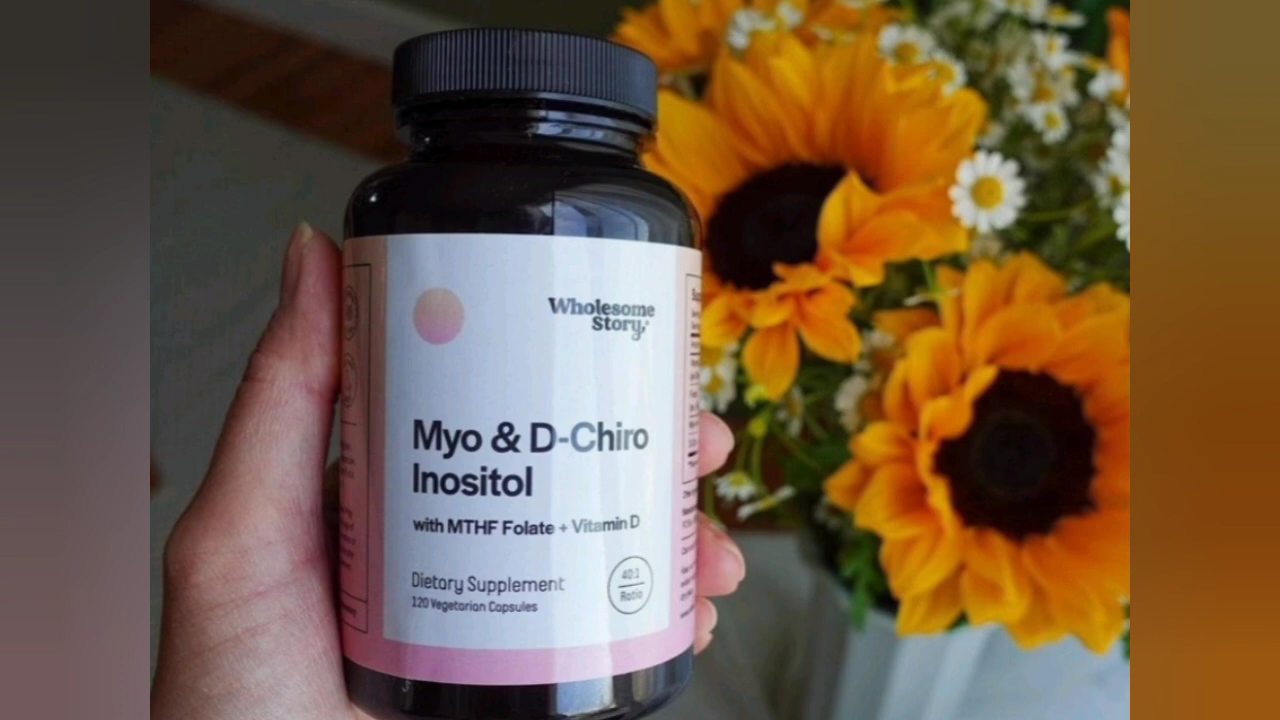 Wholesome
Story
Myo & D-Chiro
Inositol
with MTHF Folate + Vitamin D
Dietary Supplement
120 Vegetarian Capsules
40:1
Ratio